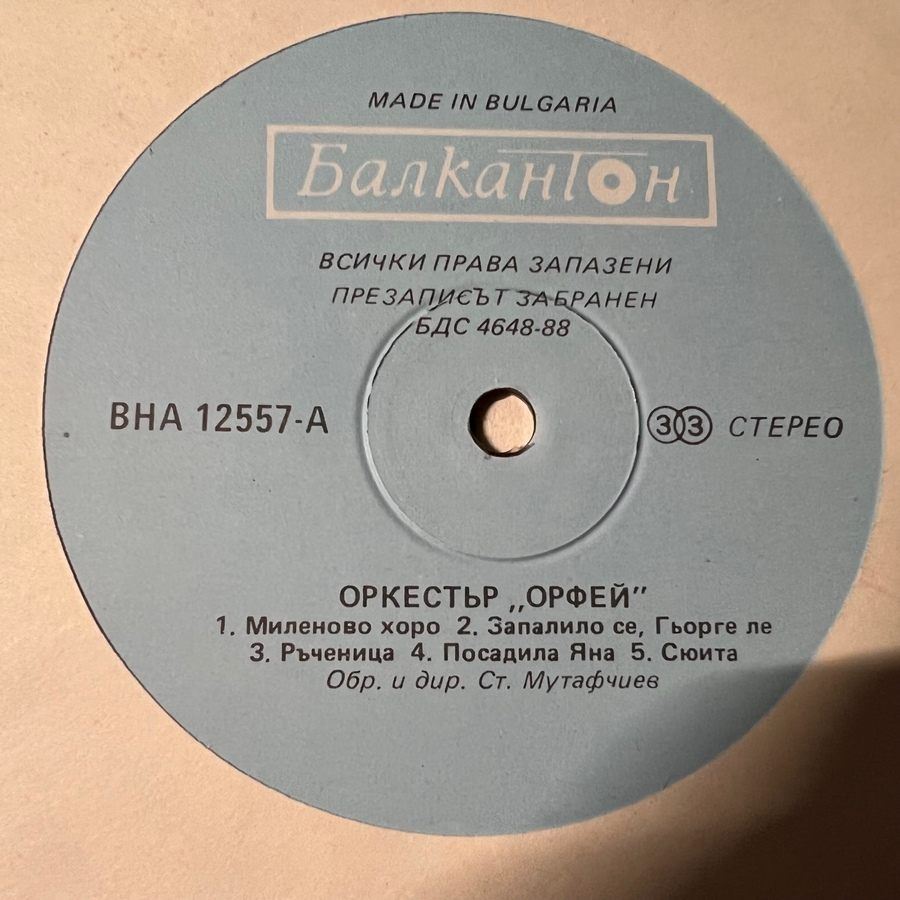 MADE IN BULGARIA
Балкантон
ВСИЧКИ ПРАВА ЗАПАЗЕНИ
ПРЕЗАПИСЪТ ЗАБРАНЕН
БДС 4648-88
ВНА 12557-А
33 СТЕРЕО
ОРКЕСТЬР „ОРФЕЙ”
1. Миленово хоро 2. Запалило се, Гьорге ле
3. Ръченица 4. Посадила Яна 5. Сюита
Обр. и дир. Ст. Мутафчиев